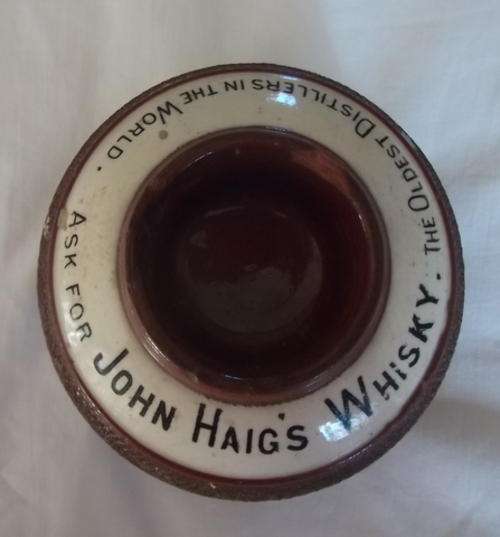 ASK FOR JOHN HAIG'S WHISKY. THE OLDEST DISTILLERS IN THE WORLD.